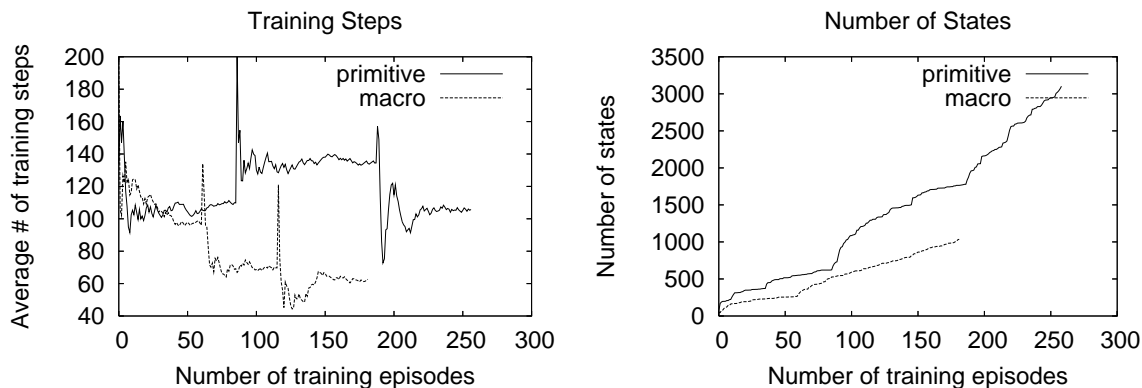 Training Steps
Average # of training steps
200
180
160
140
120
100
80
60
40
primitive
macro
0 50 100 150 200 250 300
Number of training episodes
Number of States
Number of states
3500
3000
2500
2000
1500
1000
500
0
primitive
macro
0 50 100 150 200 250 300
Number of training episodes